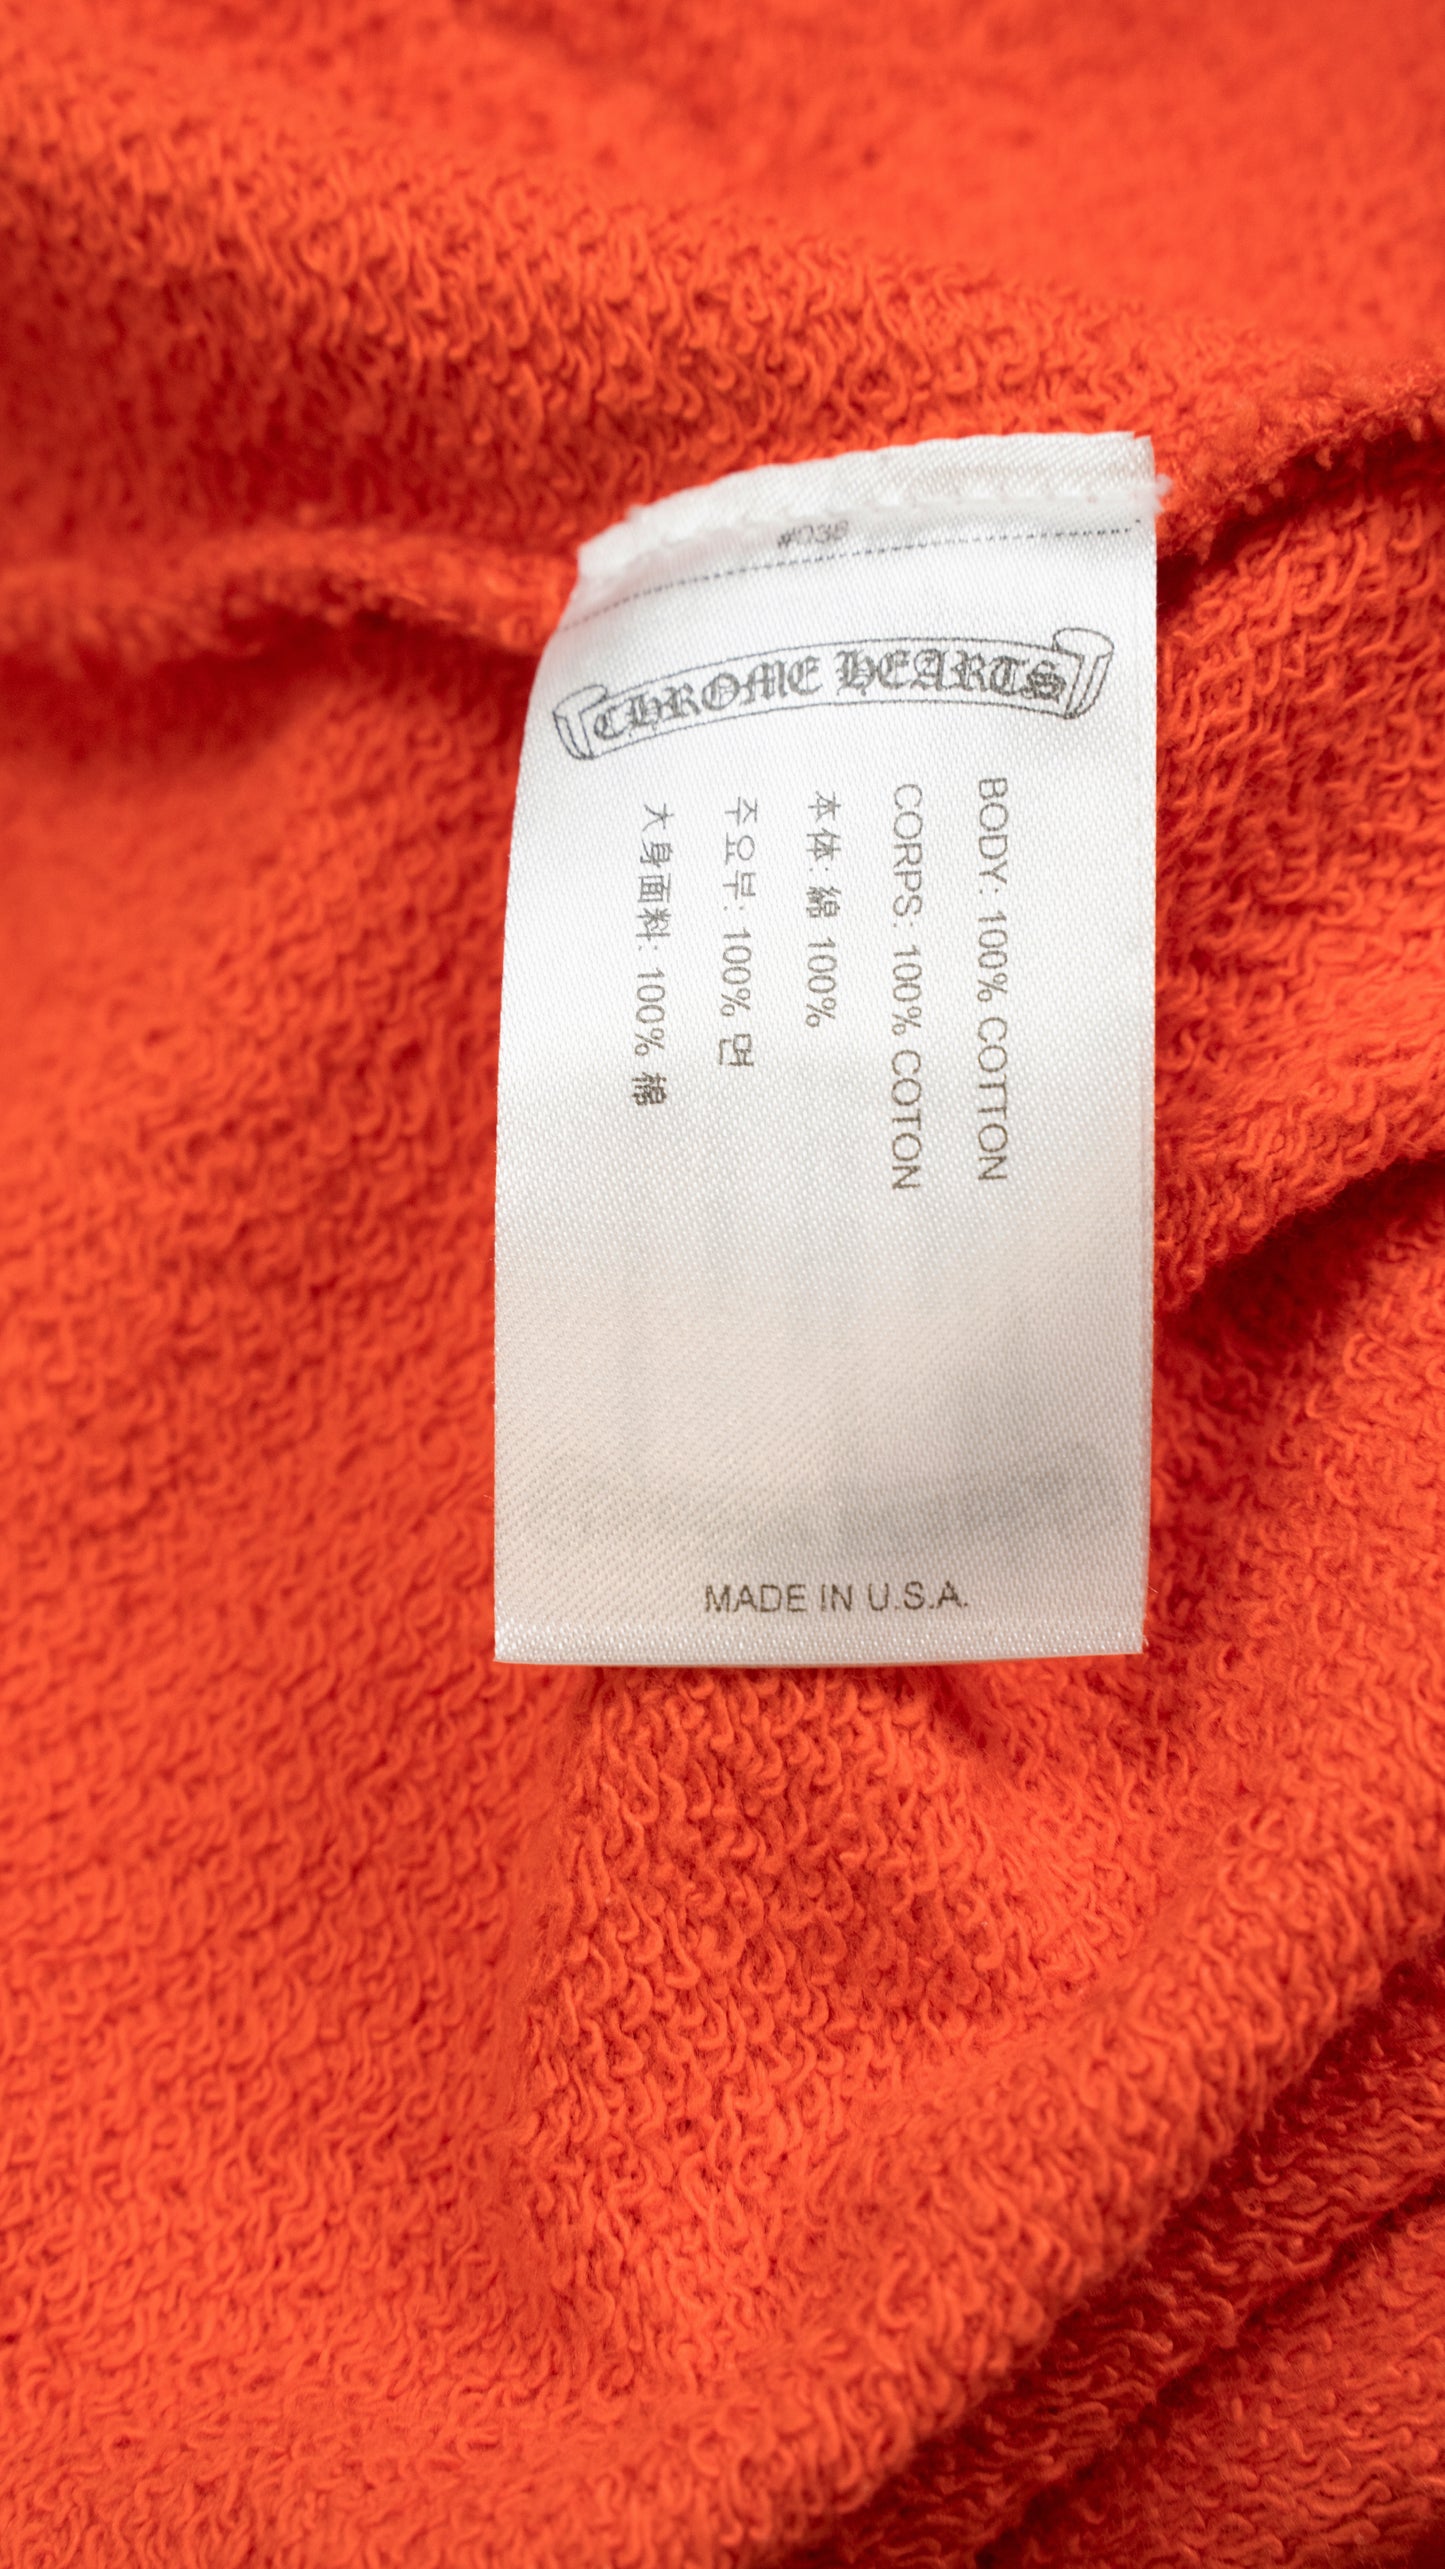 #036
CHROME HEARTS
BODY: 100% COTTON
CORPS: 100% COTON
本体: 綿 100%
주요부: 100% 면
大身面料: 100% 棉
MADE IN U.S.A.